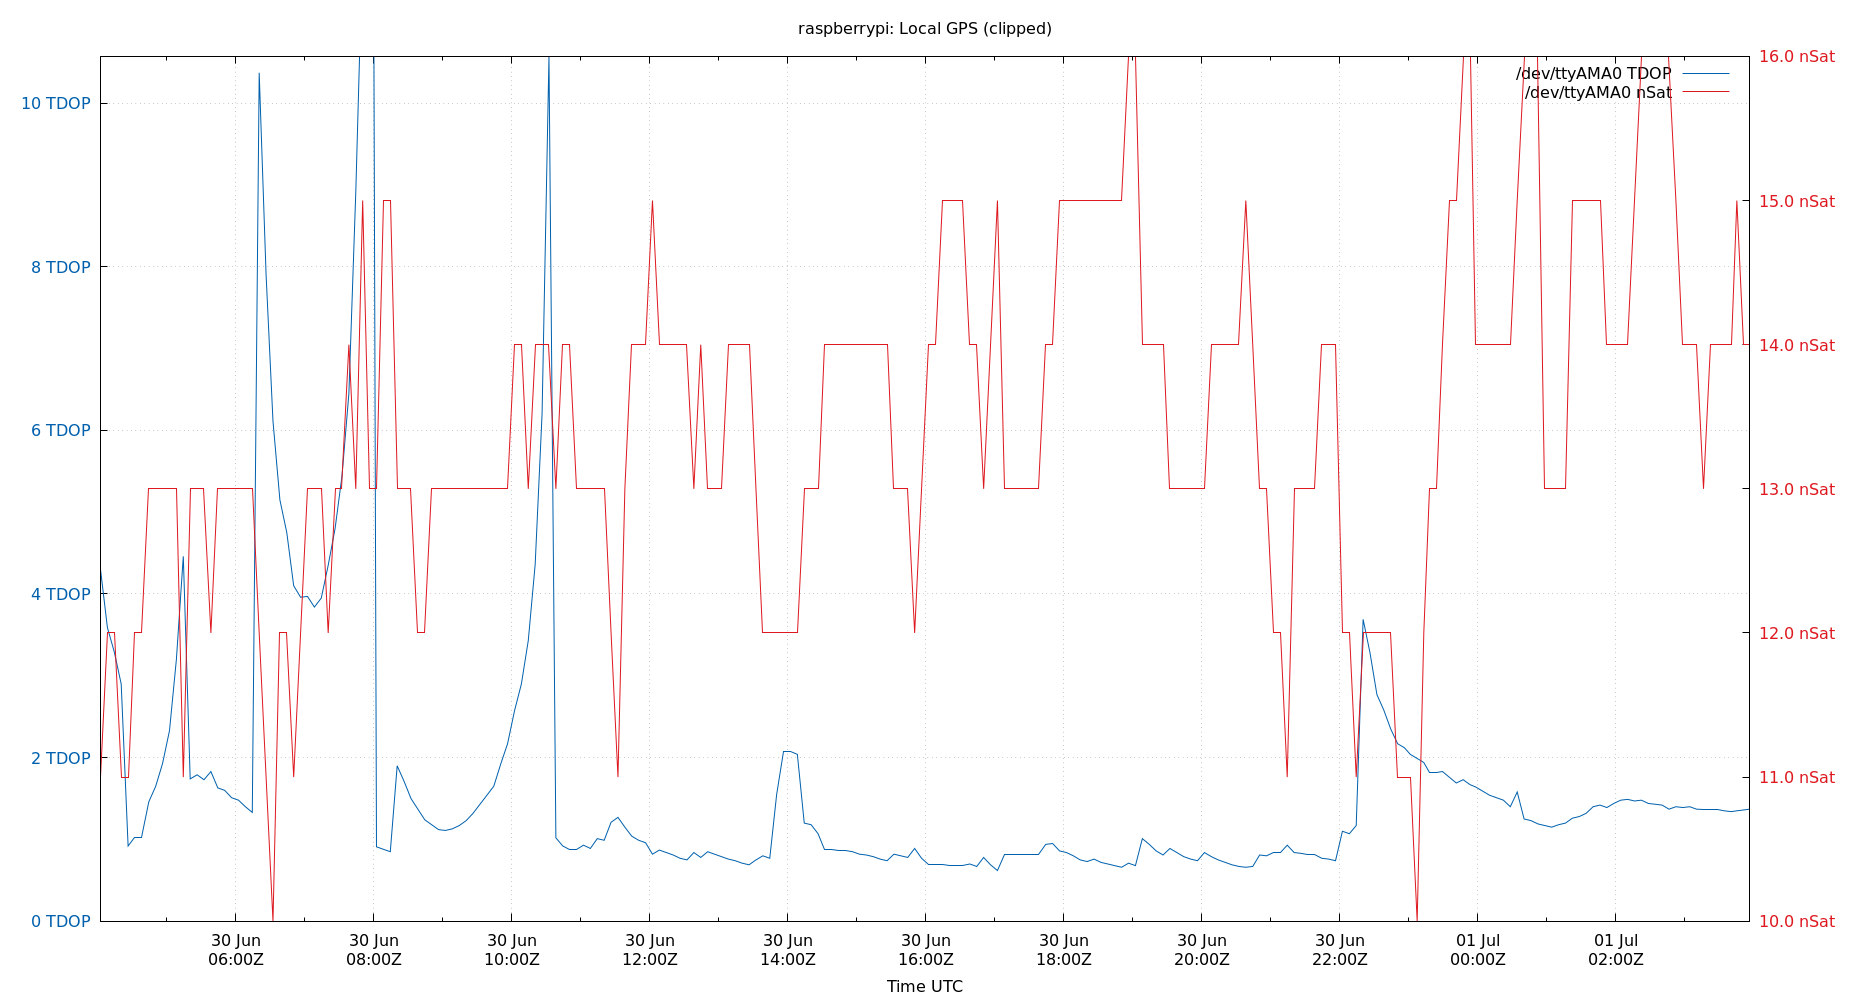 raspberrypi: Local GPS (clipped)
/dev/ttyAMA0 TDOP
/dev/ttyAMA0 nSat
10 TDOP
8 TDOP
6 TDOP
4 TDOP
2 TDOP
0 TDOP
16.0 nSat
15.0 nSat
14.0 nSat
13.0 nSat
12.0 nSat
11.0 nSat
10.0 nSat
30 Jun
06:00Z
30 Jun
08:00Z
30 Jun
10:00Z
30 Jun
12:00Z
30 Jun
14:00Z
30 Jun
16:00Z
30 Jun
18:00Z
30 Jun
20:00Z
30 Jun
22:00Z
01 Jul
00:00Z
01 Jul
02:00Z
Time UTC